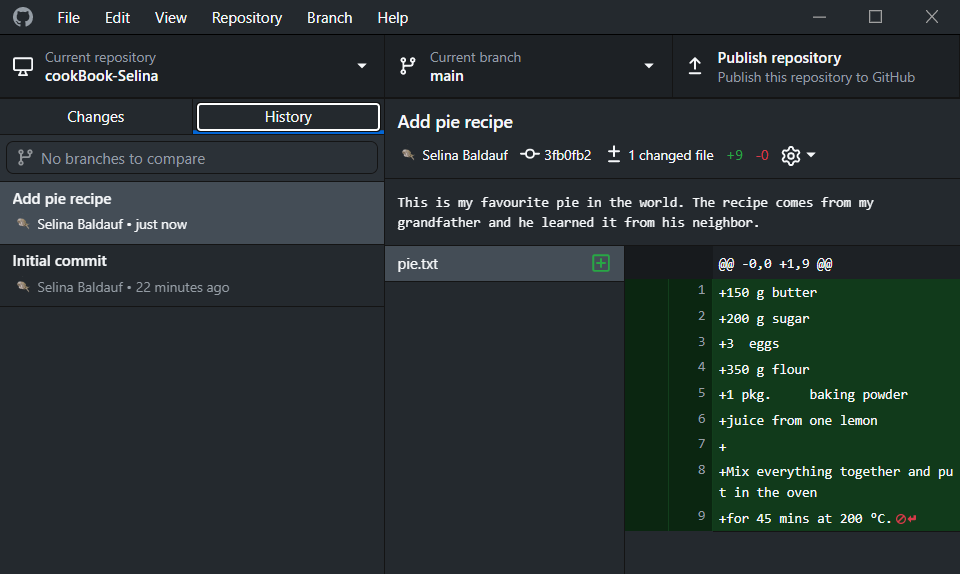 File Edit View Repository Branch Help
Current repository
cookBook-Selina
Current branch
main
Publish repository
Publish this repository to GitHub
Changes
History
No branches to compare
Add pie recipe
Selina Baldauf • just now
Initial commit
Selina Baldauf • 22 minutes ago
Add pie recipe
Selina Baldauf 3fb0fb2 1 changed file +9 -0
This is my favourite pie in the world. The recipe comes from my
grandfather and he learned it from his neighbor.
pie.txt
@@ -0,0 +1,9 @@
1 +150 g butter
2 +200 g sugar
3 +3  eggs
4 +350 g flour
5 +1 pkg.     baking powder
6 +juice from one lemon
7 +
8 +Mix everything together and pu
t in the oven
9 +for 45 mins at 200 °C.